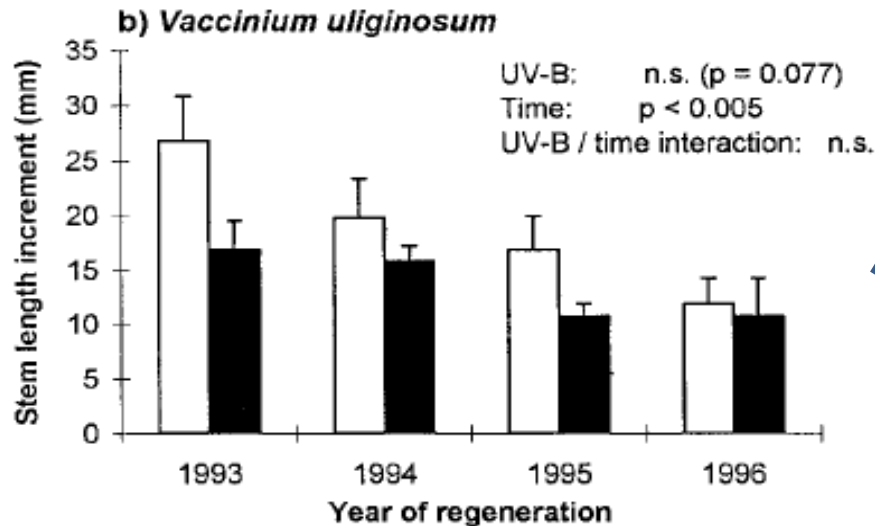 b) Vaccinium uliginosum
UV-B: n.s. (p = 0.077)
Time: p < 0.005
UV-B / time interaction: n.s.
Stem length increment (mm)
35
30
25
20
15
10
5
0
1993 1994 1995 1996
Year of regeneration